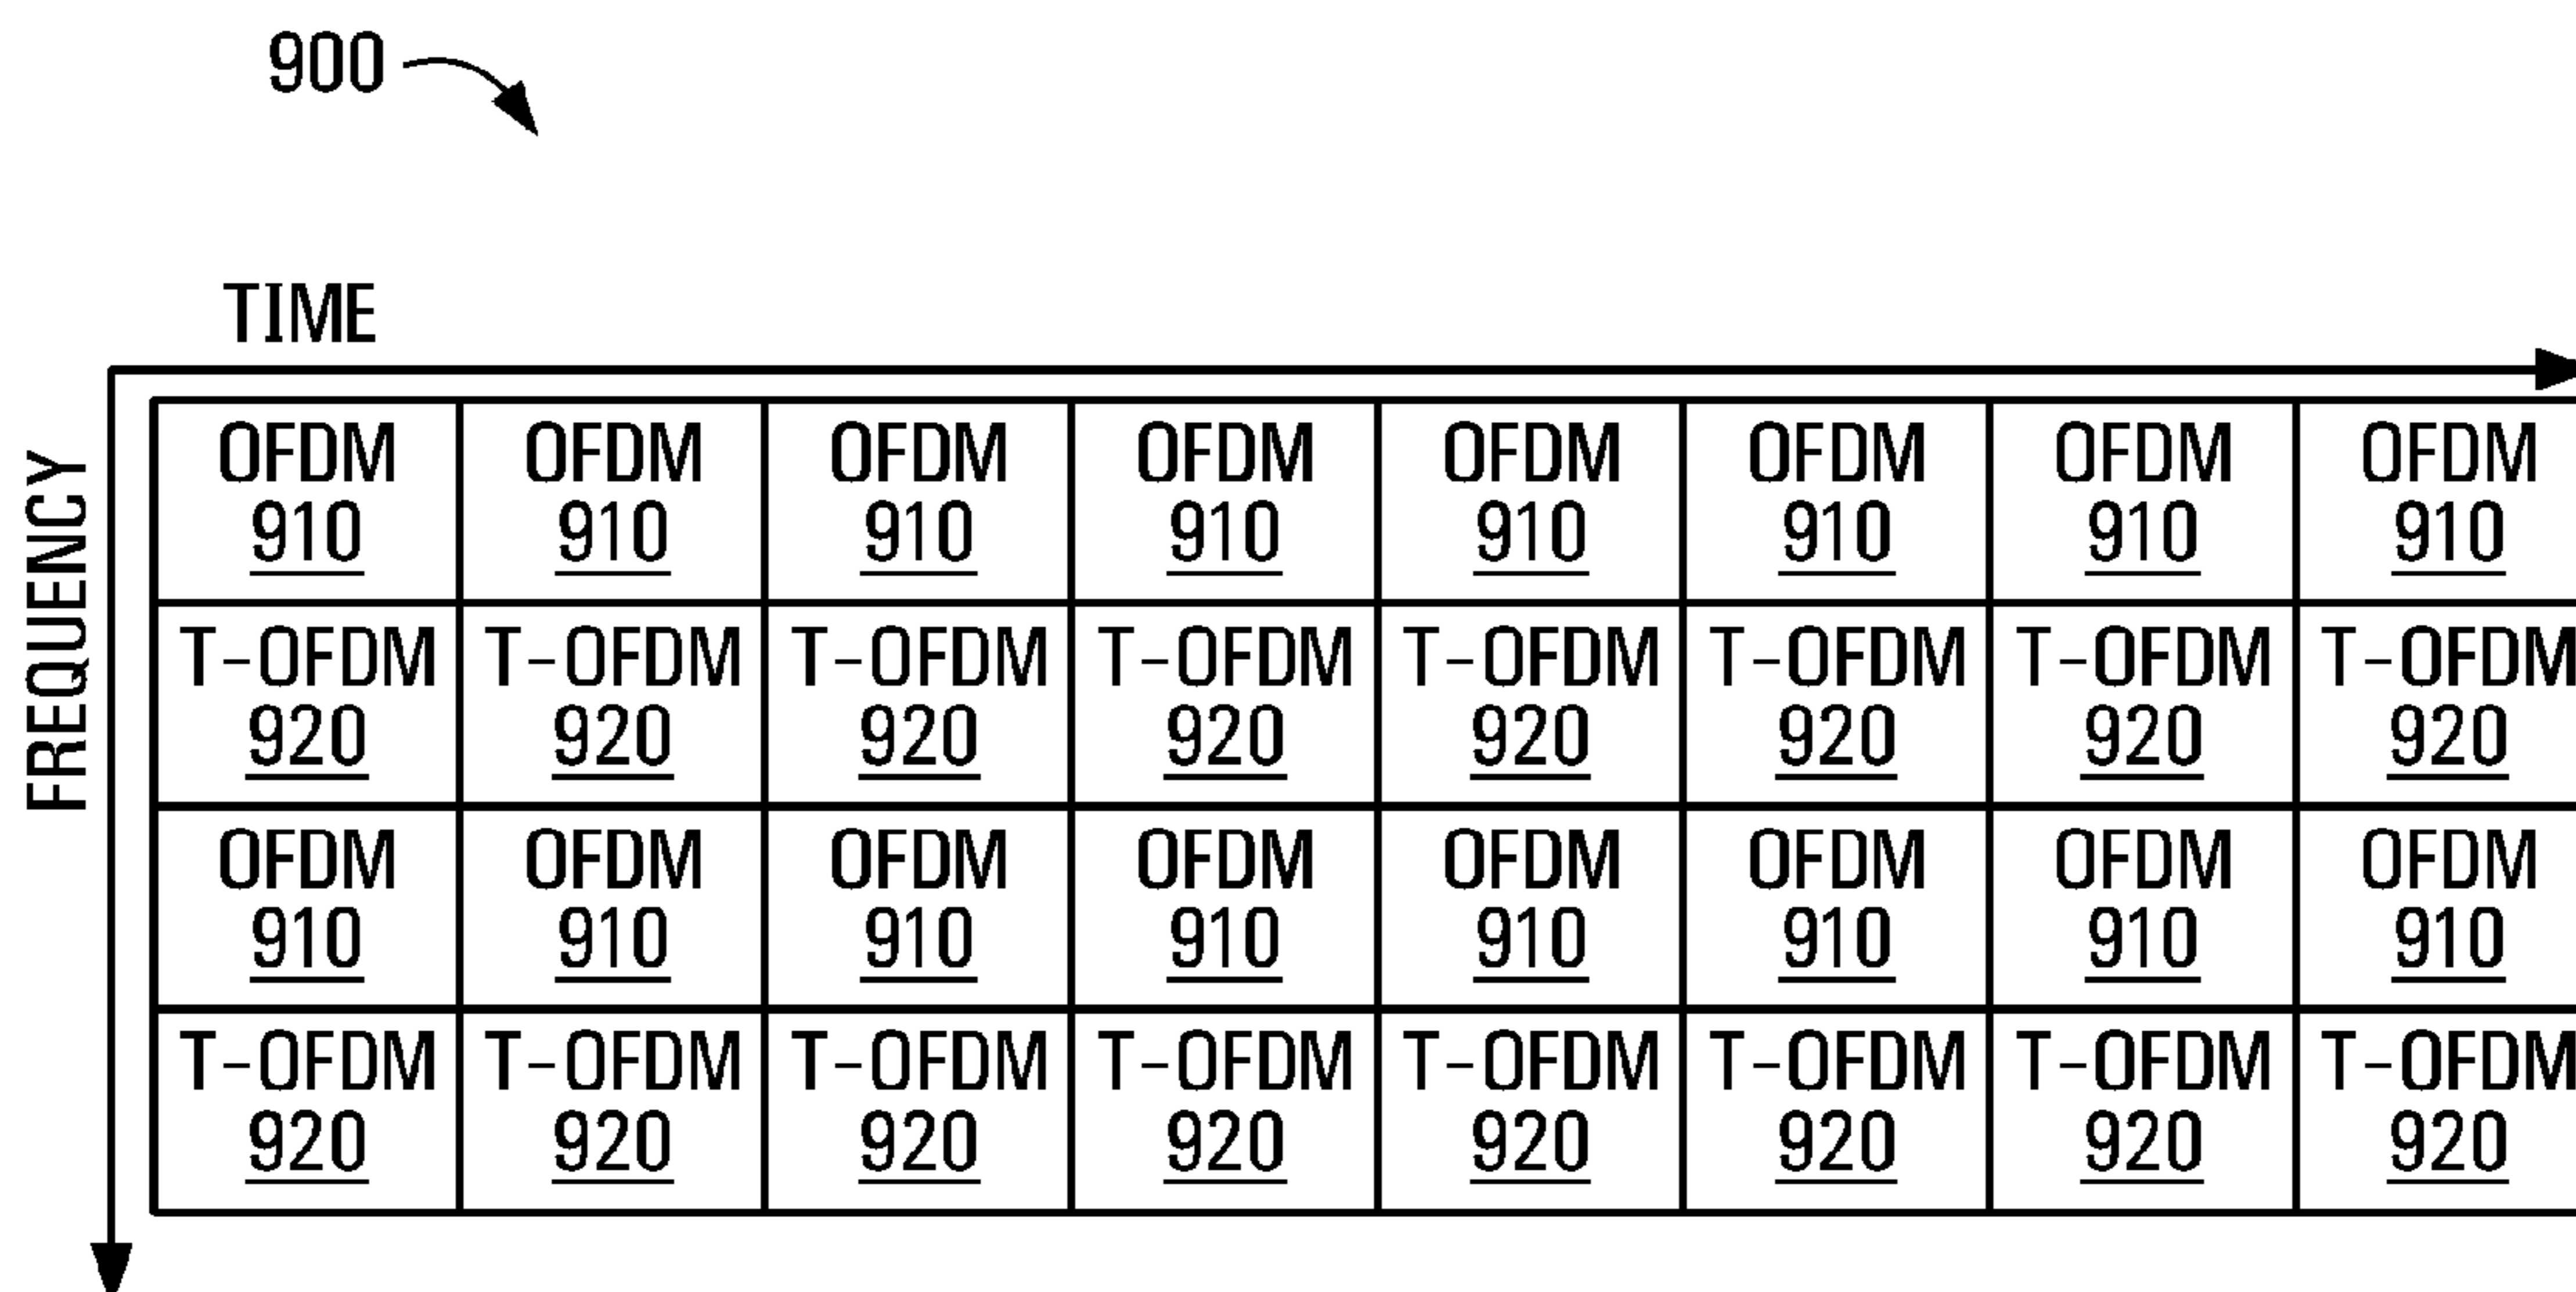 900
TIME
FREQUENCY
OFDM OFDM OFDM OFDM OFDM OFDM OFDM OFDM
910 910 910 910 910 910 910 910
T-OFDM T-OFDM T-OFDM T-OFDM T-OFDM T-OFDM T-OFDM T-OFDM
920 920 920 920 920 920 920 920
OFDM OFDM OFDM OFDM OFDM OFDM OFDM OFDM
910 910 910 910 910 910 910 910
T-OFDM T-OFDM T-OFDM T-OFDM T-OFDM T-OFDM T-OFDM T-OFDM
920 920 920 920 920 920 920 920